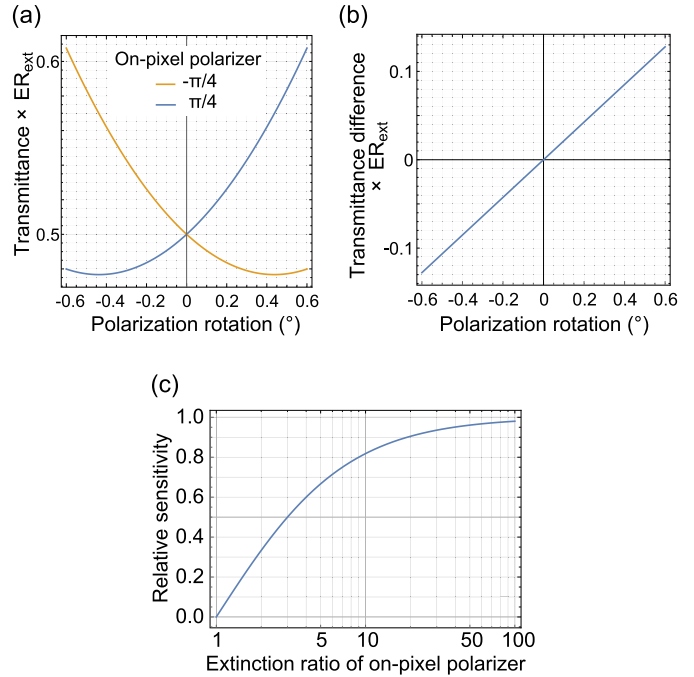 (a)
Transmittance × ER_ext
0.6
0.5
On-pixel polarizer
-π/4
π/4
-0.6 -0.4 -0.2 0 0.2 0.4 0.6
Polarization rotation (°)
(b)
Transmittance difference
× ER_ext
0.1
0
-0.1
-0.6 -0.4 -0.2 0 0.2 0.4 0.6
Polarization rotation (°)
(c)
Relative sensitivity
1.0
0.8
0.6
0.4
0.2
0.0
1 5 10 50 100
Extinction ratio of on-pixel polarizer